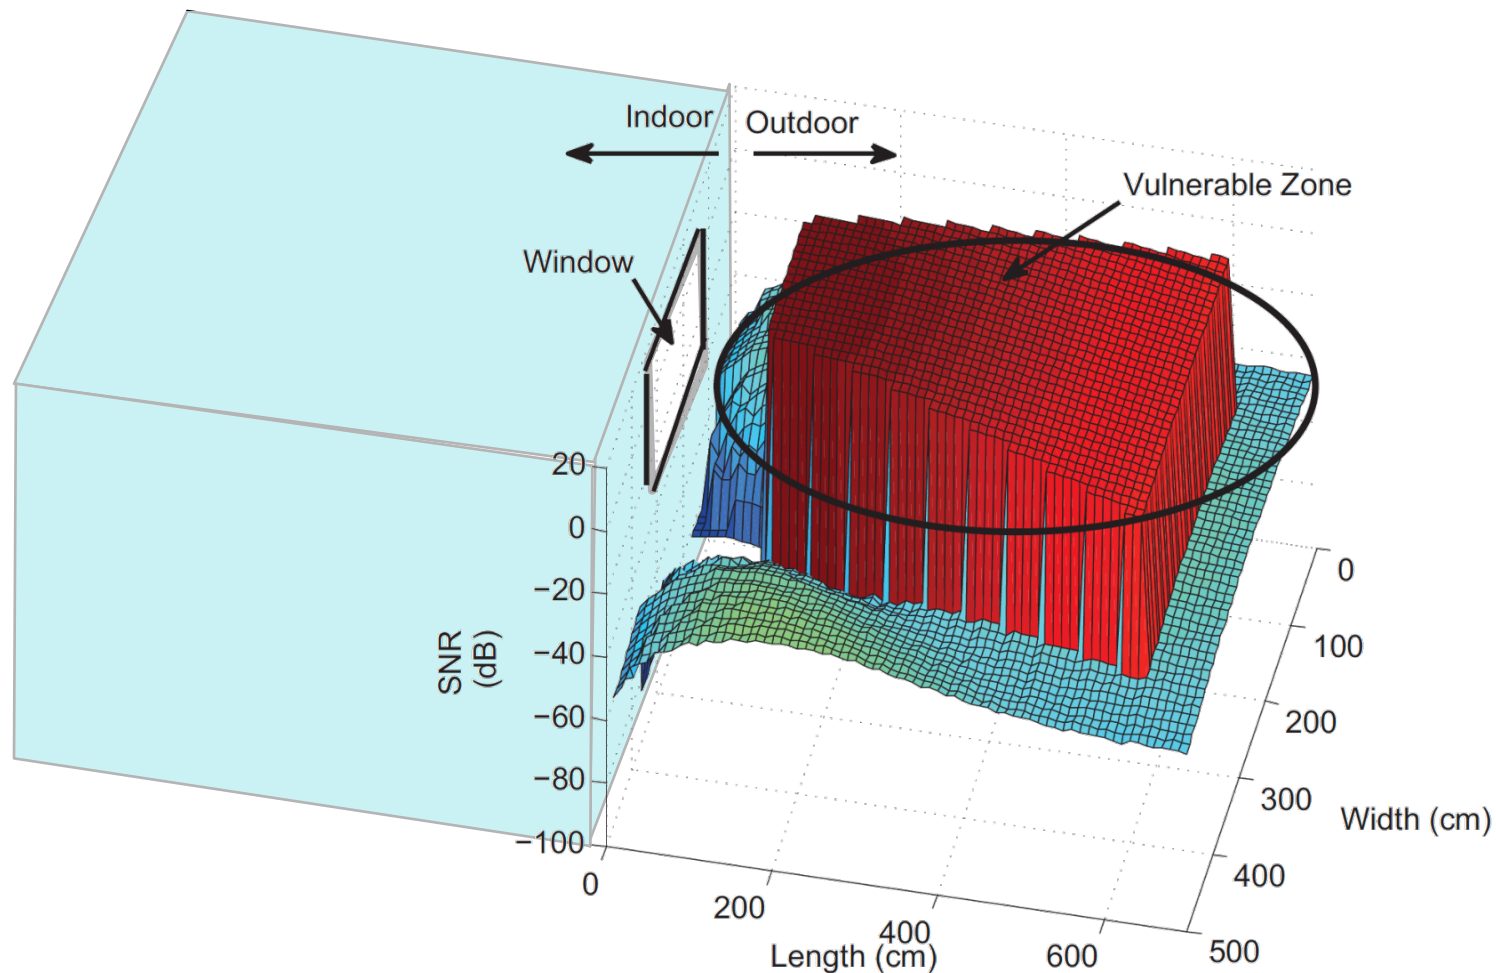 Indoor
Outdoor
Vulnerable Zone
Window
20
0
−20
−40
−60
−80
−100
SNR
(dB)
0
200
400
600
Length (cm)
0
100
200
300
400
500
Width (cm)